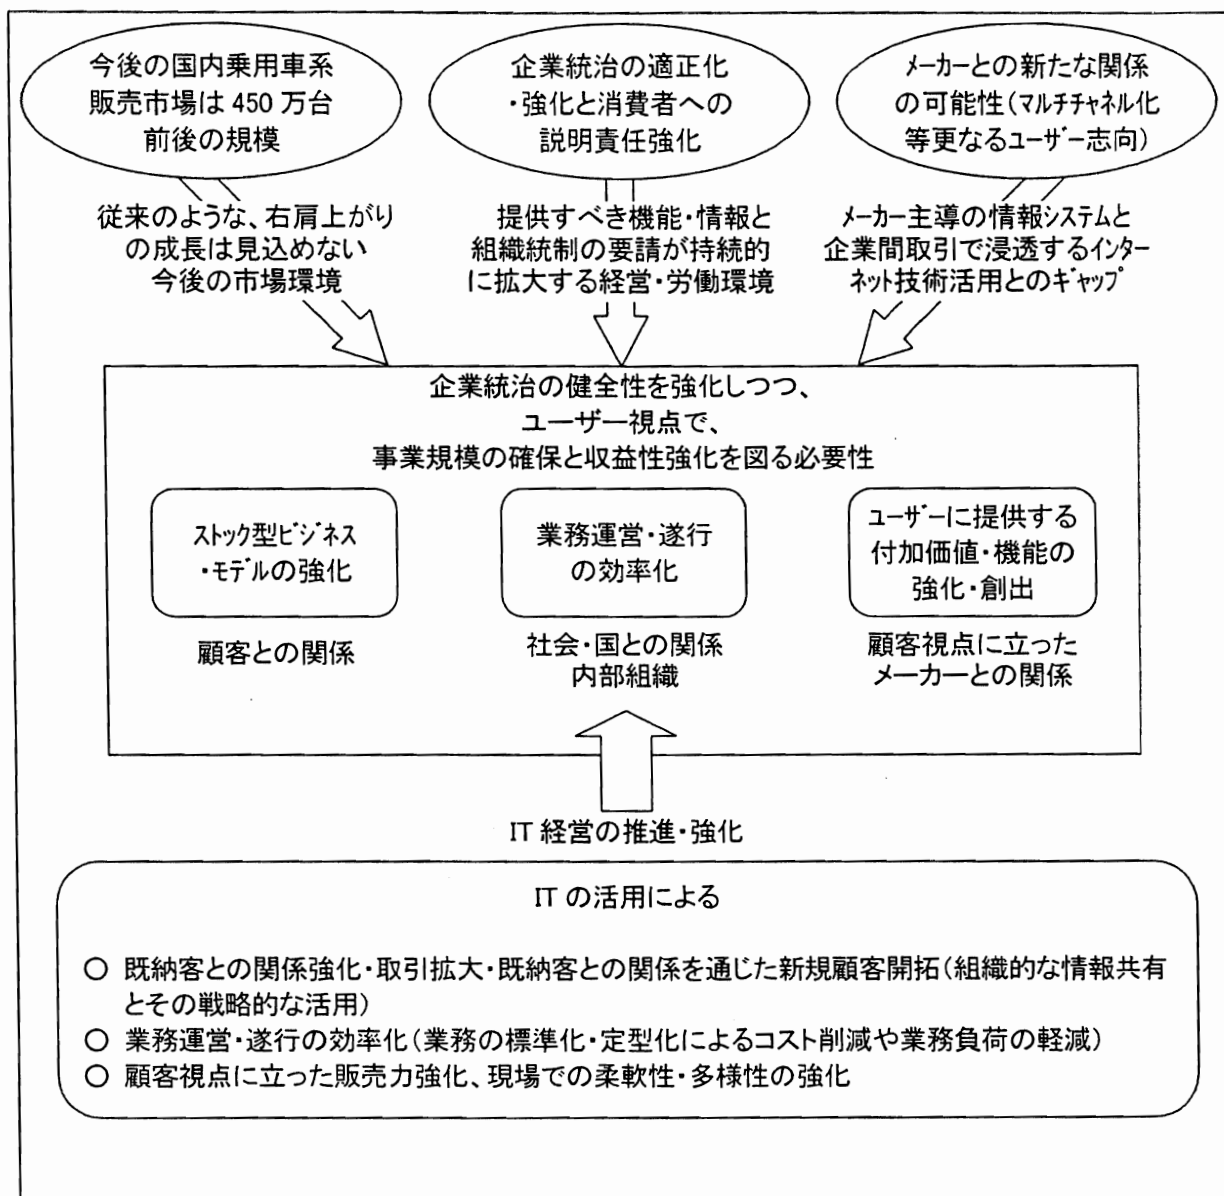 今後の国内乗用車系
販売市場は 450 万台
前後の規模
企業統治の適正化
・強化と消費者への
説明責任強化
ﾒｰｶｰとの新たな関係
の可能性(ﾏﾙﾁﾁｬﾈﾙ化
等更なるﾕｰｻﾞｰ志向)
従来のような、右肩上がり
の成長は見込めない
今後の市場環境
提供すべき機能・情報と
組織統制の要請が持続的
に拡大する経営・労働環境
ﾒｰｶｰ主導の情報システムと
企業間取引で浸透するインター
ネット技術活用とのｷﾞｬｯﾌﾟ
企業統治の健全性を強化しつつ、
ユーザー視点で、
事業規模の確保と収益性強化を図る必要性
ｽﾄｯｸ型ﾋﾞｼﾞﾈｽ
・ﾓﾃﾞﾙの強化
業務運営・遂行
の効率化
ﾕｰｻﾞｰに提供する
付加価値・機能の
強化・創出
顧客との関係
社会・国との関係
内部組織
顧客視点に立った
メーカーとの関係
IT 経営の推進・強化
IT の活用による
○ 既納客との関係強化・取引拡大・既納客との関係を通じた新規顧客開拓(組織的な情報共有
とその戦略的な活用)
○ 業務運営・遂行の効率化(業務の標準化・定型化によるコスト削減や業務負荷の軽減)
○ 顧客視点に立った販売力強化、現場での柔軟性・多様性の強化